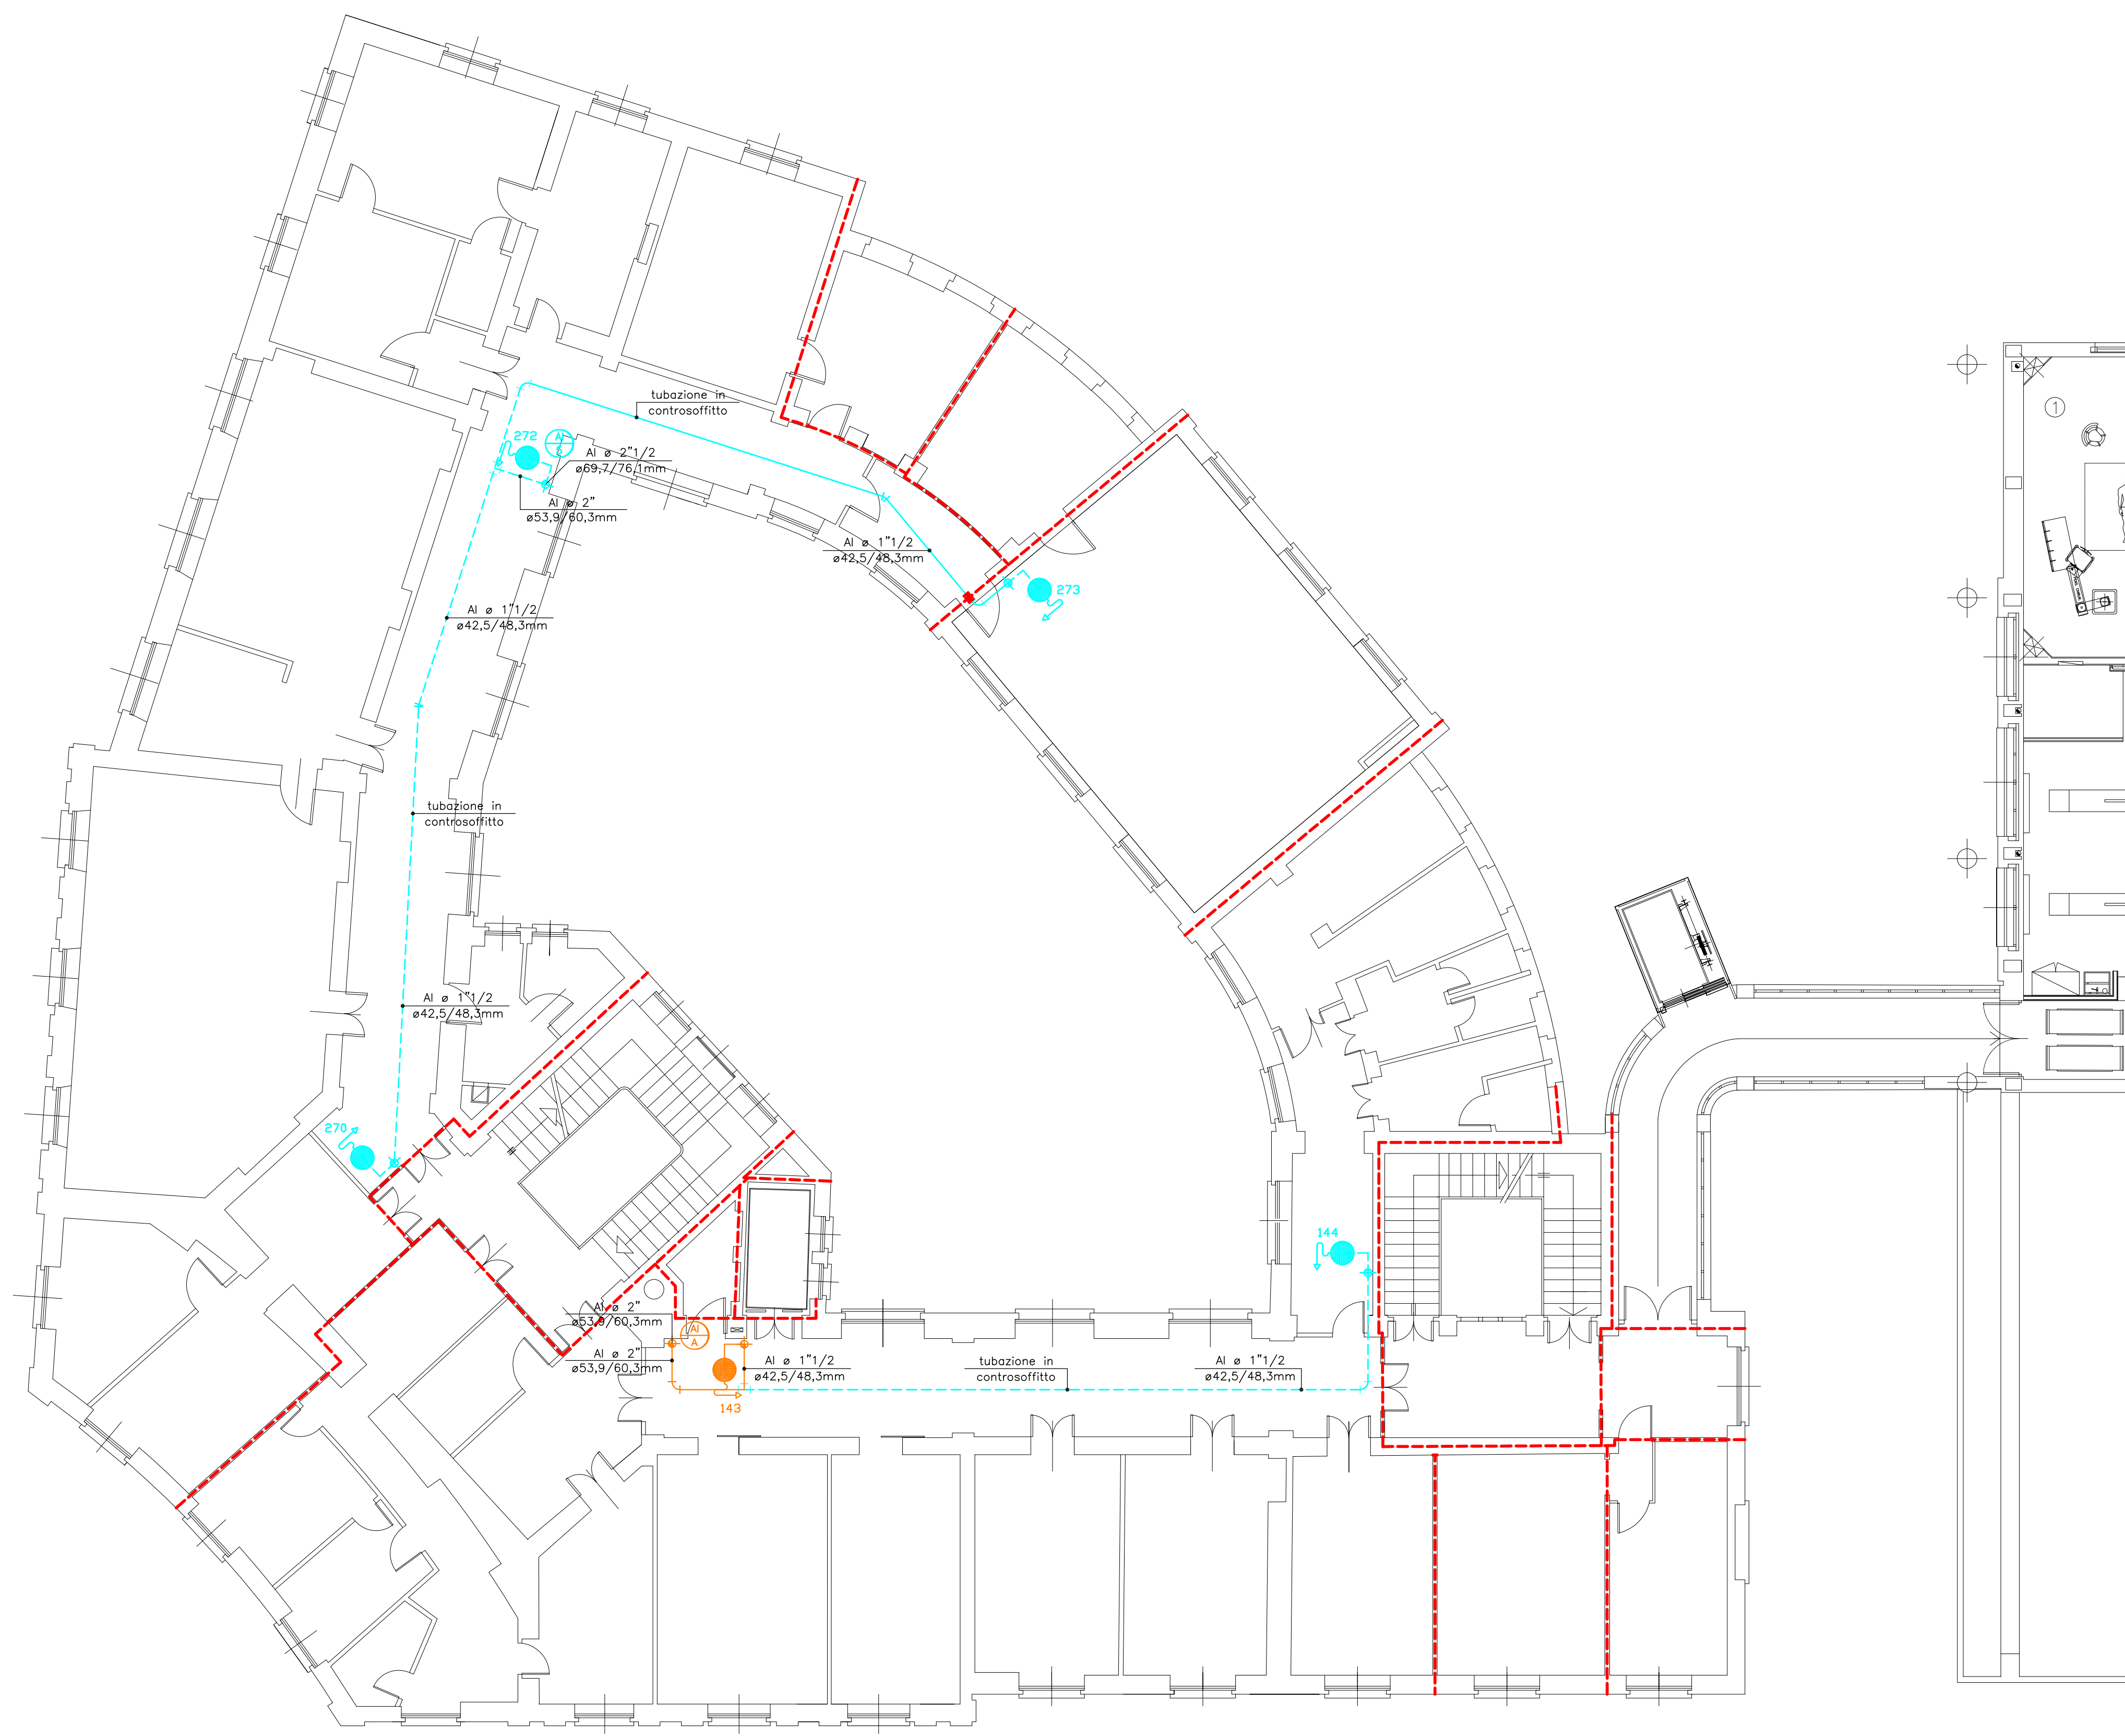 tubazione in
controsoffitto
1
272
AI
Al ø 2"1/2
ø69,7/76,1mm
Al ø 2"
ø53,9/60,3mm
Al ø 1"1/2
ø42,5/48,3mm
273
Al ø 1"1/2
ø42,5/48,3mm
tubazione in
controsoffitto
Al ø 1"1/2
ø42,5/48,3mm
270
144
Al ø 2"
ø53,9/60,3mm
AI
A
Al ø 2"
ø53,9/60,3mm
Al ø 1"1/2
ø42,5/48,3mm
tubazione in
controsoffitto
Al ø 1"1/2
ø42,5/48,3mm
143